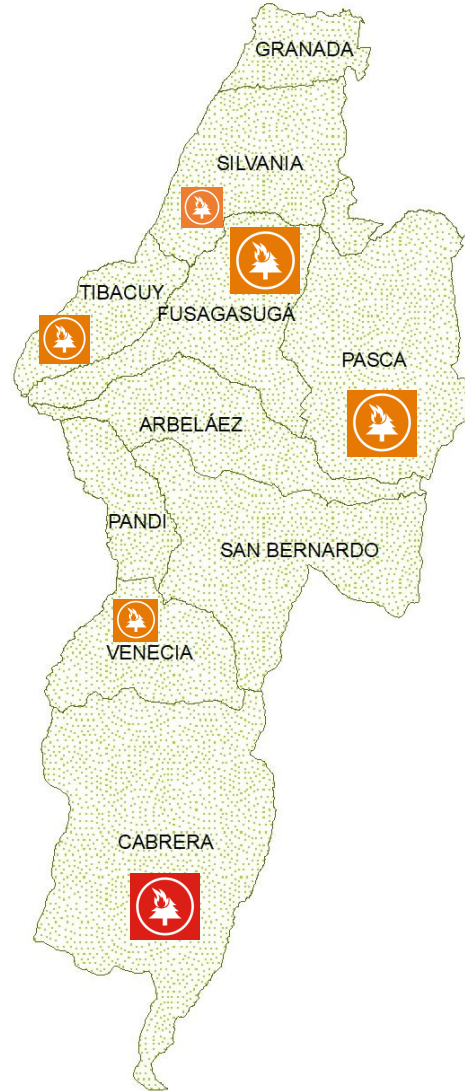 GRANADA
SILVANIA
TIBACUY
FUSAGASUGÁ
PASCA
ARBELÁEZ
PANDI
SAN BERNARDO
VENECIA
CABRERA